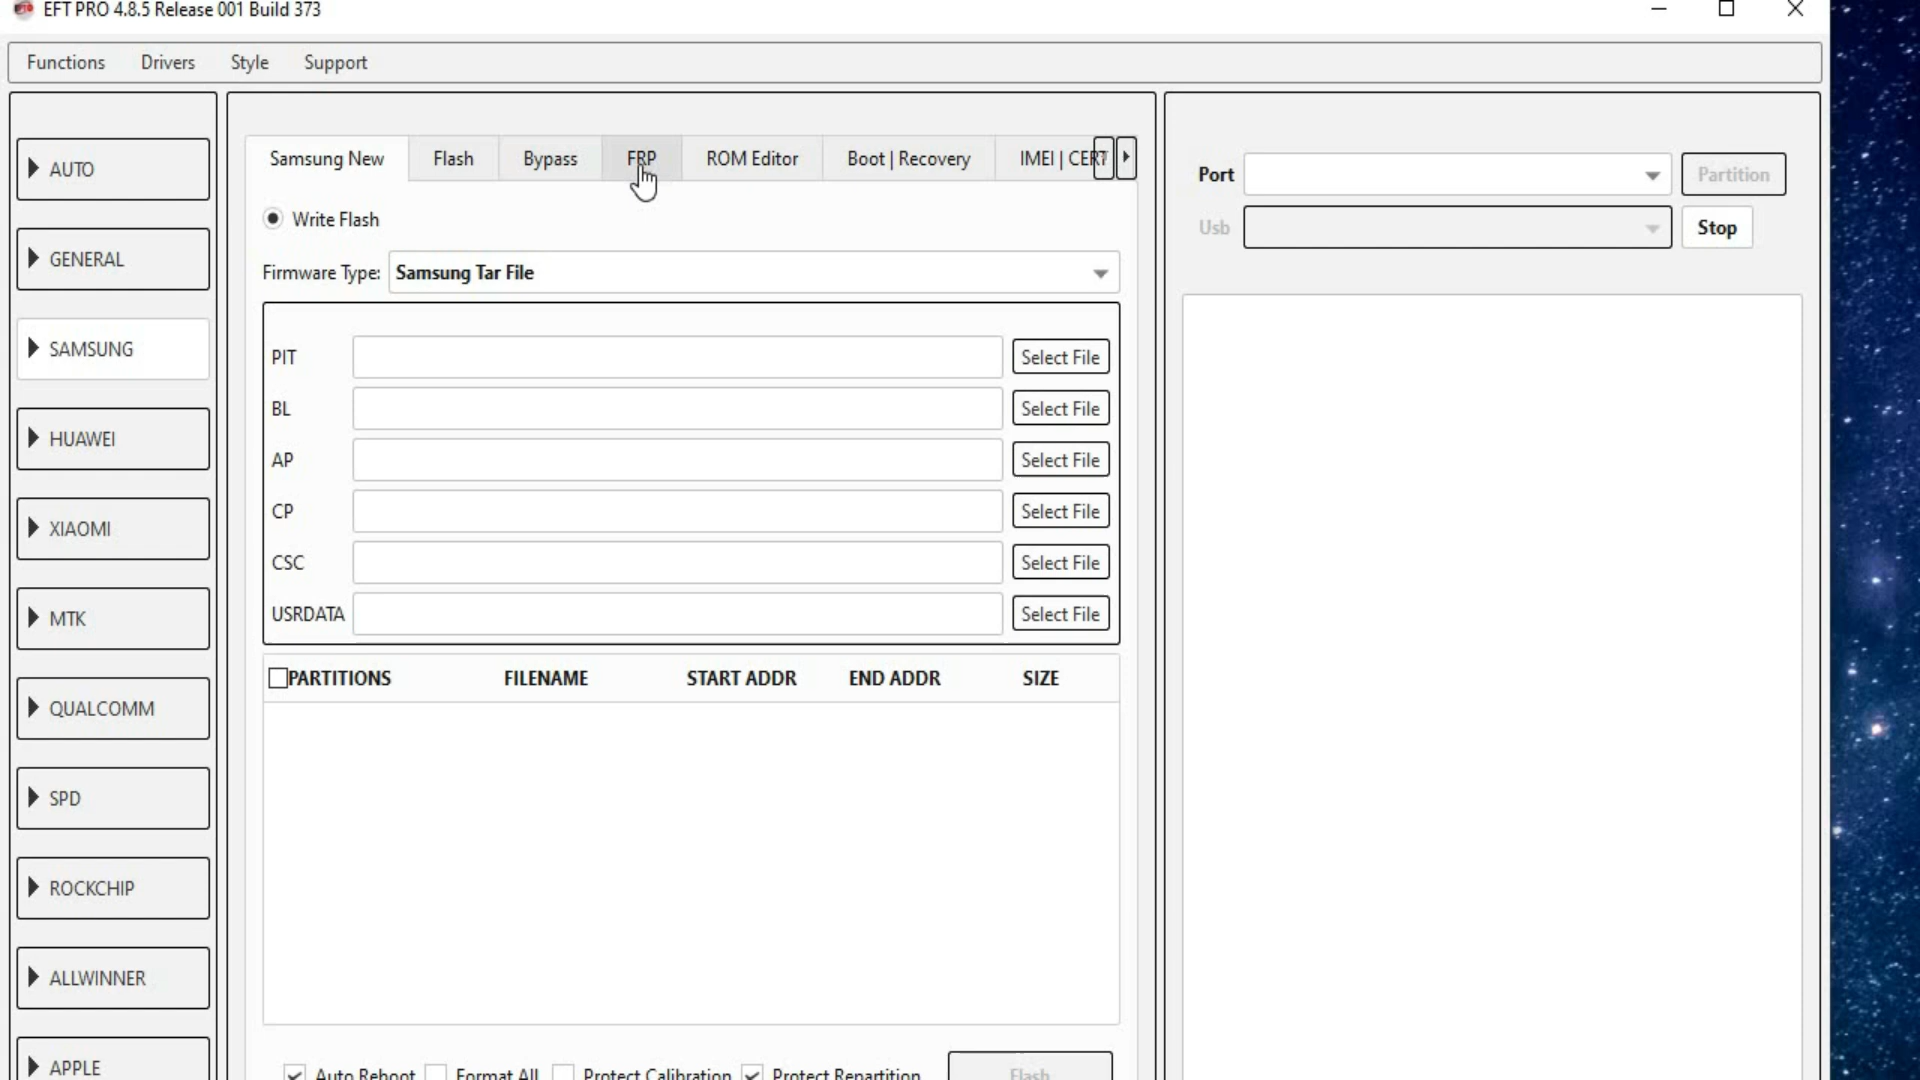 EFT PRO 4.8.5 Release 001 Build 373
Functions Drivers Style Support
AUTO
GENERAL
SAMSUNG
HUAWEI
XIAOMI
MTK
QUALCOMM
SPD
ROCKCHIP
ALLWINNER
APPLE
Samsung New Flash Bypass FRP ROM Editor Boot | Recovery IMEI | CERT
Write Flash
Firmware Type: Samsung Tar File
PIT Select File
BL Select File
AP Select File
CP Select File
CSC Select File
USRDATA Select File
PARTITIONS FILENAME START ADDR END ADDR SIZE
Auto Reboot Format All Protect Calibration Protect Repartition Flash
Port Partition
Usb Stop